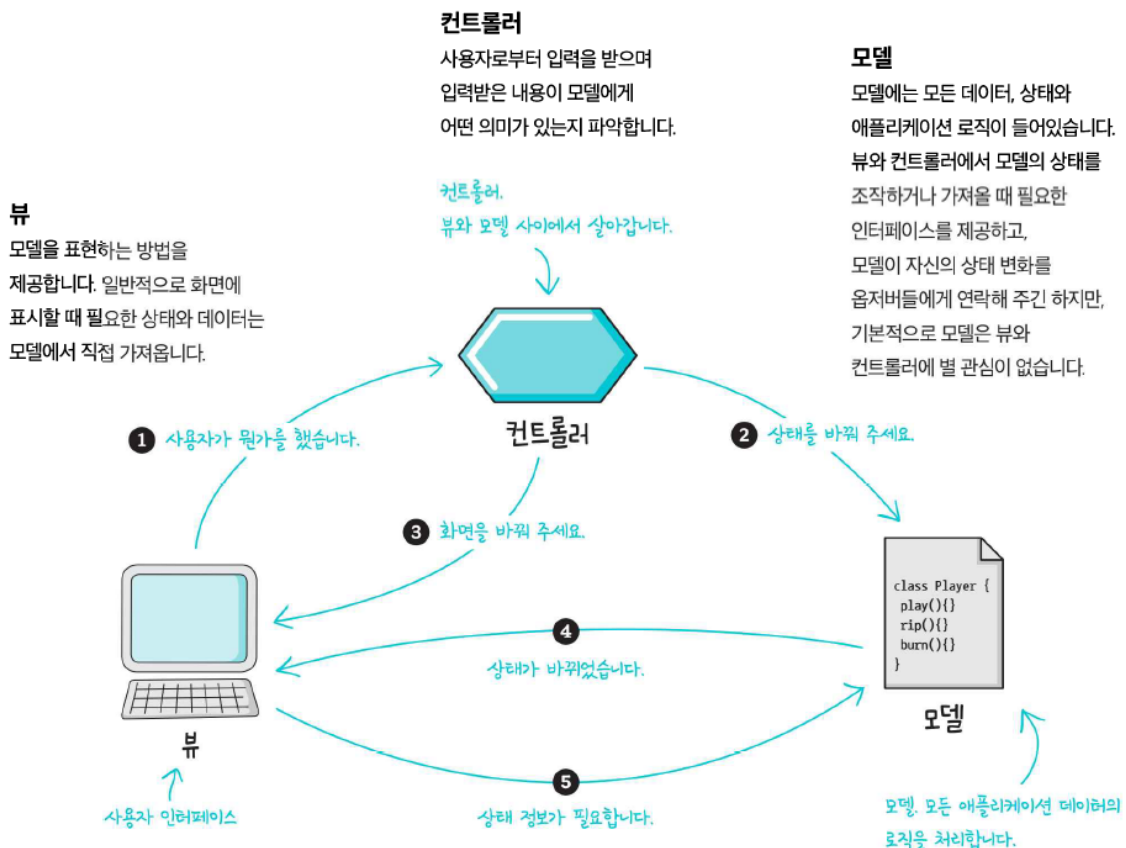 컨트롤러
사용자로부터 입력을 받으며
입력받은 내용이 모델에게
어떤 의미가 있는지 파악합니다.
모델
모델에는 모든 데이터, 상태와
애플리케이션 로직이 들어있습니다.
뷰와 컨트롤러에서 모델의 상태를
조작하거나 가져올 때 필요한
인터페이스를 제공하고,
모델이 자신의 상태 변화를
옵저버들에게 연락해 주긴 하지만,
기본적으로 모델은 뷰와
컨트롤러에 별 관심이 없습니다.
컨트롤러.
뷰와 모델 사이에서 살아갑니다.
뷰
모델을 표현하는 방법을
제공합니다. 일반적으로 화면에
표시할 때 필요한 상태와 데이터는
모델에서 직접 가져옵니다.
컨트롤러
1 사용자가 뭔가를 했습니다.
2 상태를 바꿔 주세요.
3 화면을 바꿔 주세요.
class Player {
play(){}
rip(){}
burn(){}
}
4
상태가 바뀌었습니다.
모델
뷰
5
상태 정보가 필요합니다.
사용자 인터페이스
모델. 모든 애플리케이션 데이터의
로직을 처리합니다.